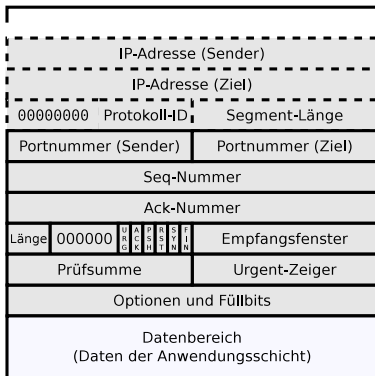 IP-Adresse (Sender)
IP-Adresse (Ziel)
00000000 Protokoll-ID Segment-Länge
Portnummer (Sender) Portnummer (Ziel)
Seq-Nummer
Ack-Nummer
Länge 000000 URG ACK PSH RST SYN FIN Empfangsfenster
Prüfsumme Urgent-Zeiger
Optionen und Füllbits
Datenbereich
(Daten der Anwendungsschicht)